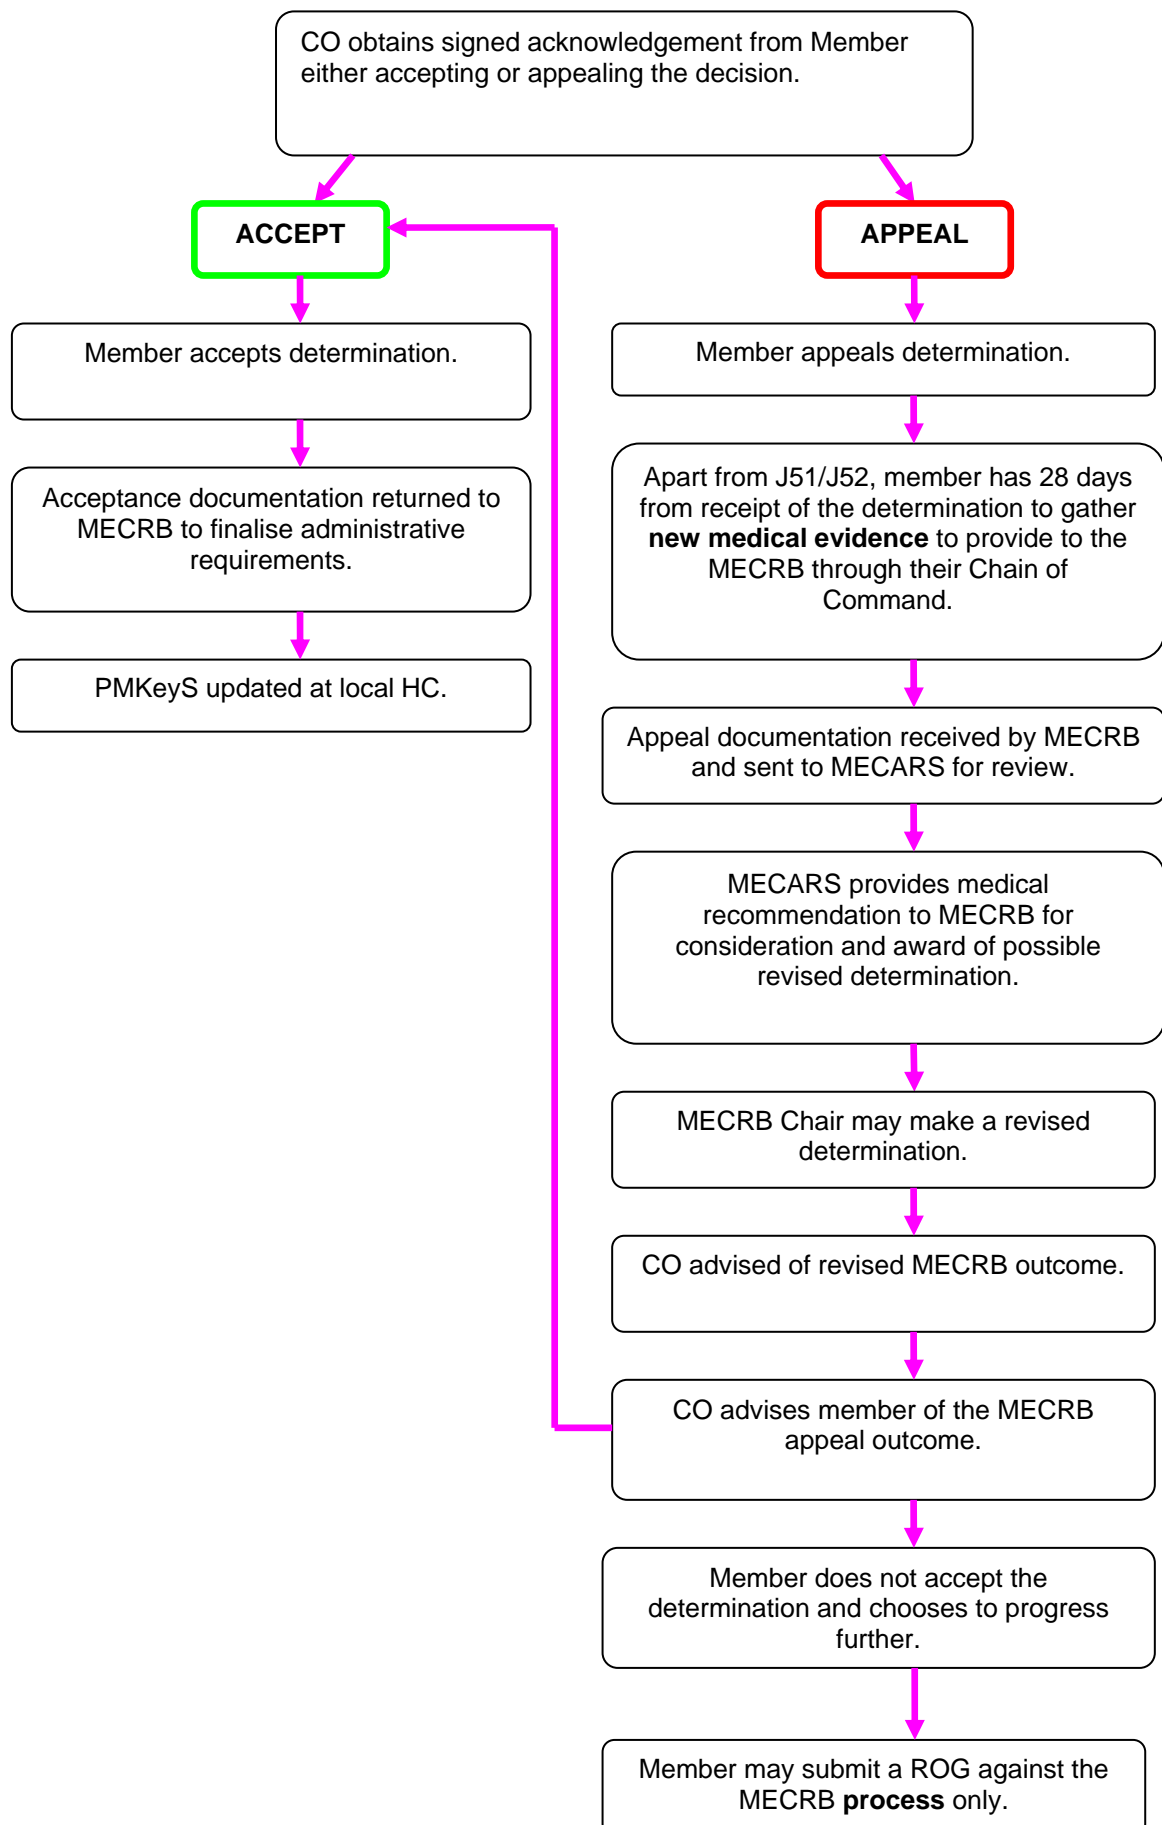 CO obtains signed acknowledgement from Member
either accepting or appealing the decision.
ACCEPT
Member accepts determination.
Acceptance documentation returned to
MECRB to finalise administrative
requirements.
PMKeyS updated at local HC.
APPEAL
Member appeals determination.
Apart from J51/J52, member has 28 days
from receipt of the determination to gather
new medical evidence to provide to the
MECRB through their Chain of
Command.
Appeal documentation received by MECRB
and sent to MECARS for review.
MECARS provides medical
recommendation to MECRB for
consideration and award of possible
revised determination.
MECRB Chair may make a revised
determination.
CO advised of revised MECRB outcome.
CO advises member of the MECRB
appeal outcome.
Member does not accept the
determination and chooses to progress
further.
Member may submit a ROG against the
MECRB process only.